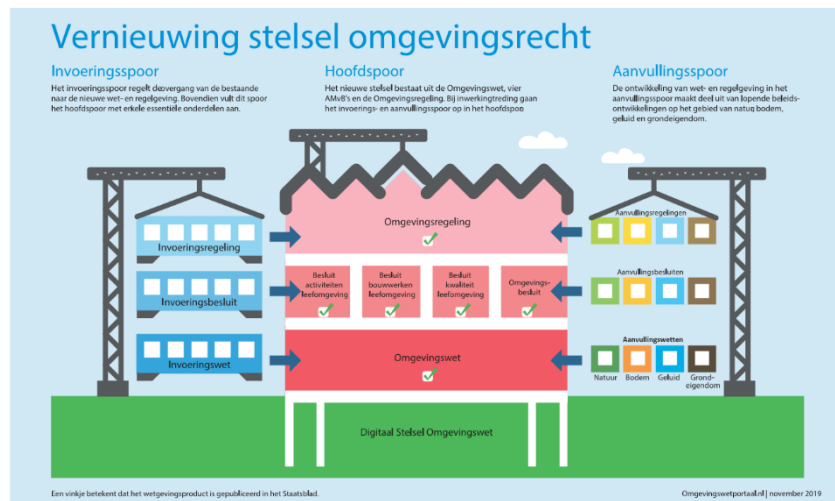 Vernieuwing stelsel omgevingsrecht
Invoeringsspoor
Het invoeringsspoor regelt de overgang van de bestaande
naar de nieuwe wet- en regelgeving. Bovendien vult dit spoor
het hoofdspoor met enkele essentiële onderdelen aan.
Hoofdspoor
Het nieuwe stelsel bestaat uit de Omgevingswet, vier
AMvB's en de Omgevingsregeling. Bij inwerkingtreding gaan
het invoerings- en aanvullingsspoor op in het hoofdspoor
Aanvullingsspoor
De ontwikkeling van wet- en regelgeving in het
aanvullingsspoor maakt deel uit van lopende beleids-
ontwikkelingen op het gebied van natuur, bodem,
geluid en grondeigendom.
Invoeringsregeling
Invoeringsbesluit
Invoeringswet
Omgevingsregeling
Besluit
activiteiten
leefomgeving
Besluit
bouwwerken
leefomgeving
Besluit
kwaliteit
leefomgeving
Omgevings-
besluit
Omgevingswet
Digitaal Stelsel Omgevingswet
Aanvullingsregelingen
Aanvullingsbesluiten
Aanvullingswetten
Natuur
Bodem
Geluid
Grond-
eigendom
Een vinkje betekent dat het wetgevingsproduct is gepubliceerd in het Staatsblad.
Omgevingswetportaal.nl | november 2019